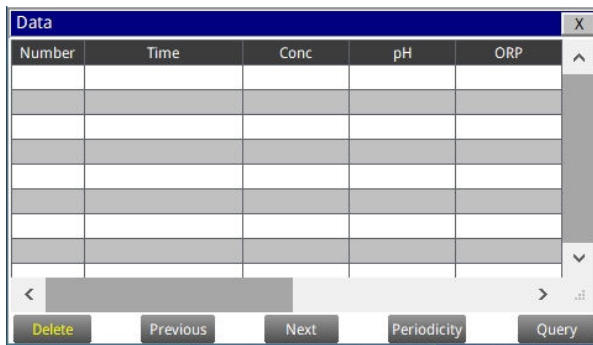 Data X
Number Time Conc pH ORP
Delete Previous Next Periodicity Query